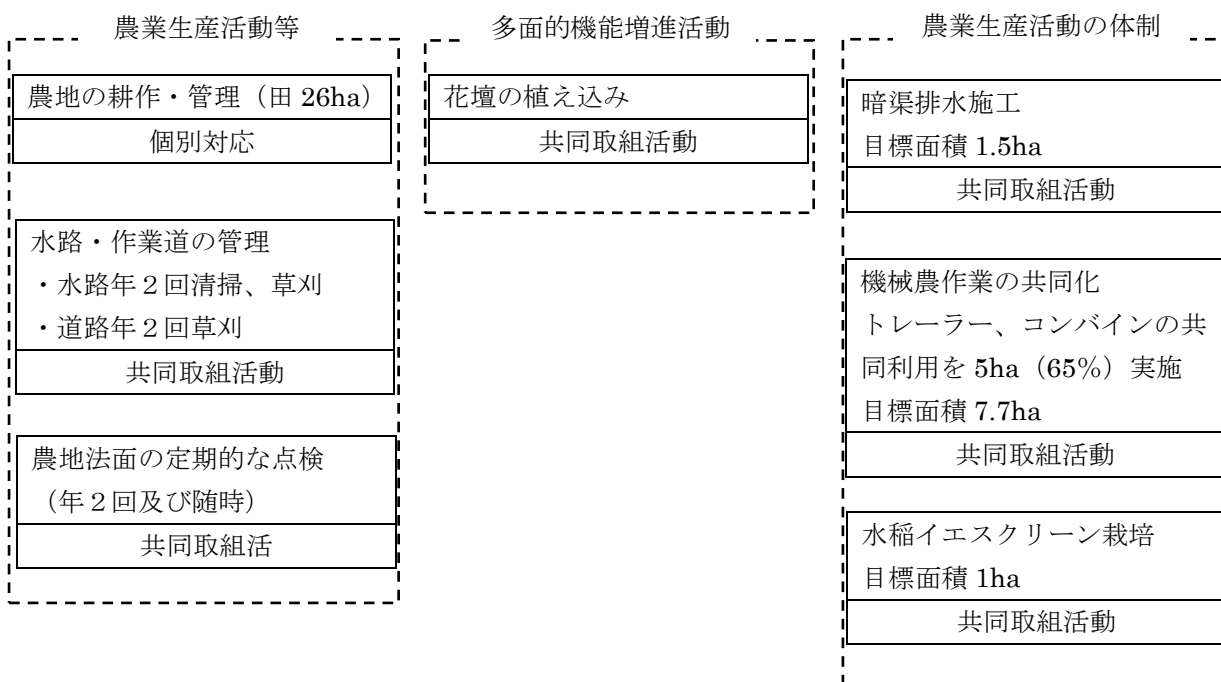 農業生産活動等
農地の耕作・管理（田 26ha）
個別対応
水路・作業道の管理
・水路年２回清掃、草刈
・道路年２回草刈
共同取組活動
農地法面の定期的な点検
（年２回及び随時）
共同取組活
多面的機能増進活動
花壇の植え込み
共同取組活動
農業生産活動の体制
暗渠排水施工
目標面積 1.5ha
共同取組活動
機械農作業の共同化
トレーラー、コンバインの共
同利用を 5ha（65％）実施
目標面積 7.7ha
共同取組活動
水稲イエスクリーン栽培
目標面積 1ha
共同取組活動